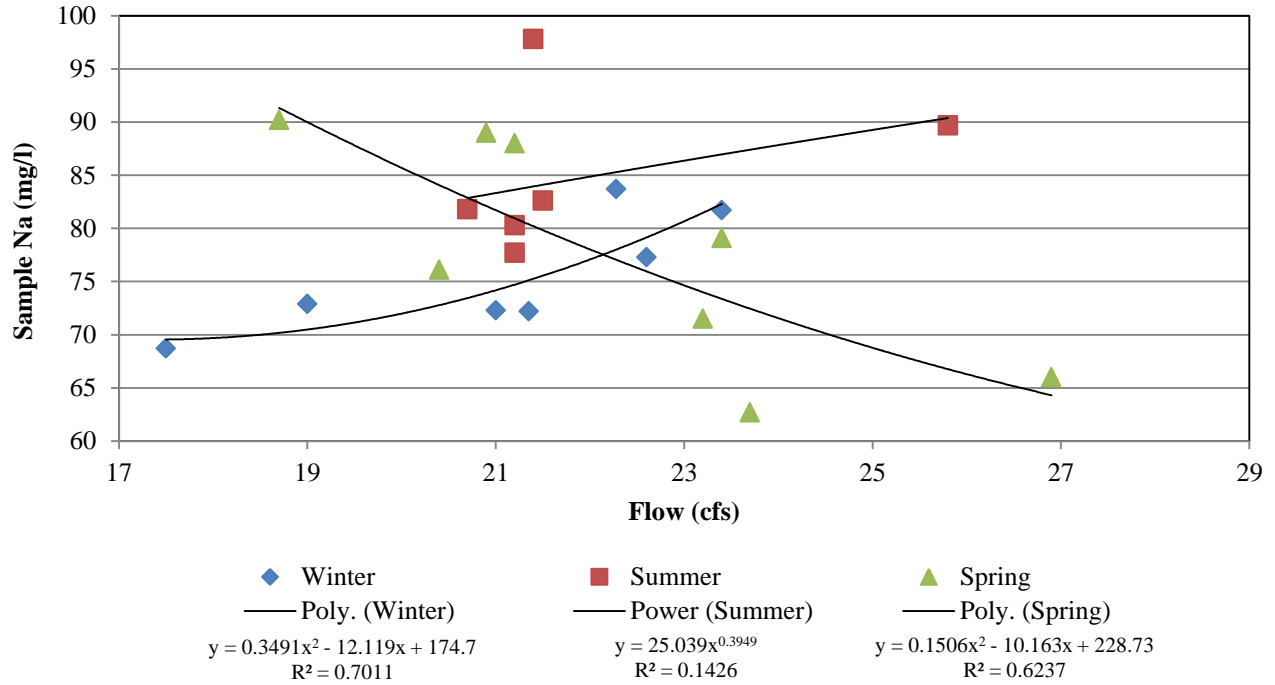 100
95
90
85
80
75
70
65
60
Sample Na (mg/l)
17 19 21 23 25 27 29
Flow (cfs)
Winter Summer Spring
Poly. (Winter) Power (Summer) Poly. (Spring)
y = 0.3491x² - 12.119x + 174.7 y = 25.039x⁰·³⁹⁴⁹ y = 0.1506x² - 10.163x + 228.73
R² = 0.7011 R² = 0.1426 R² = 0.6237